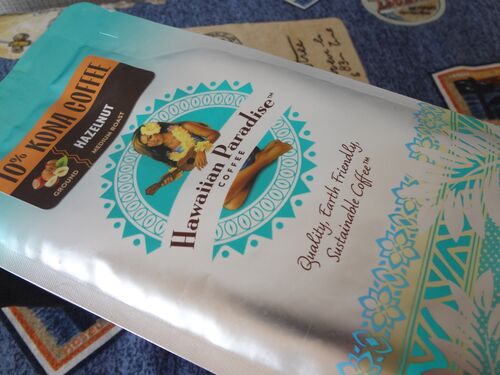 10% KONA COFFEE
HAZELNUT
MEDIUM ROAST
GROUND
Hawaiian Paradise™
COFFEE
Quality, Earth Friendly,
Sustainable Coffee™